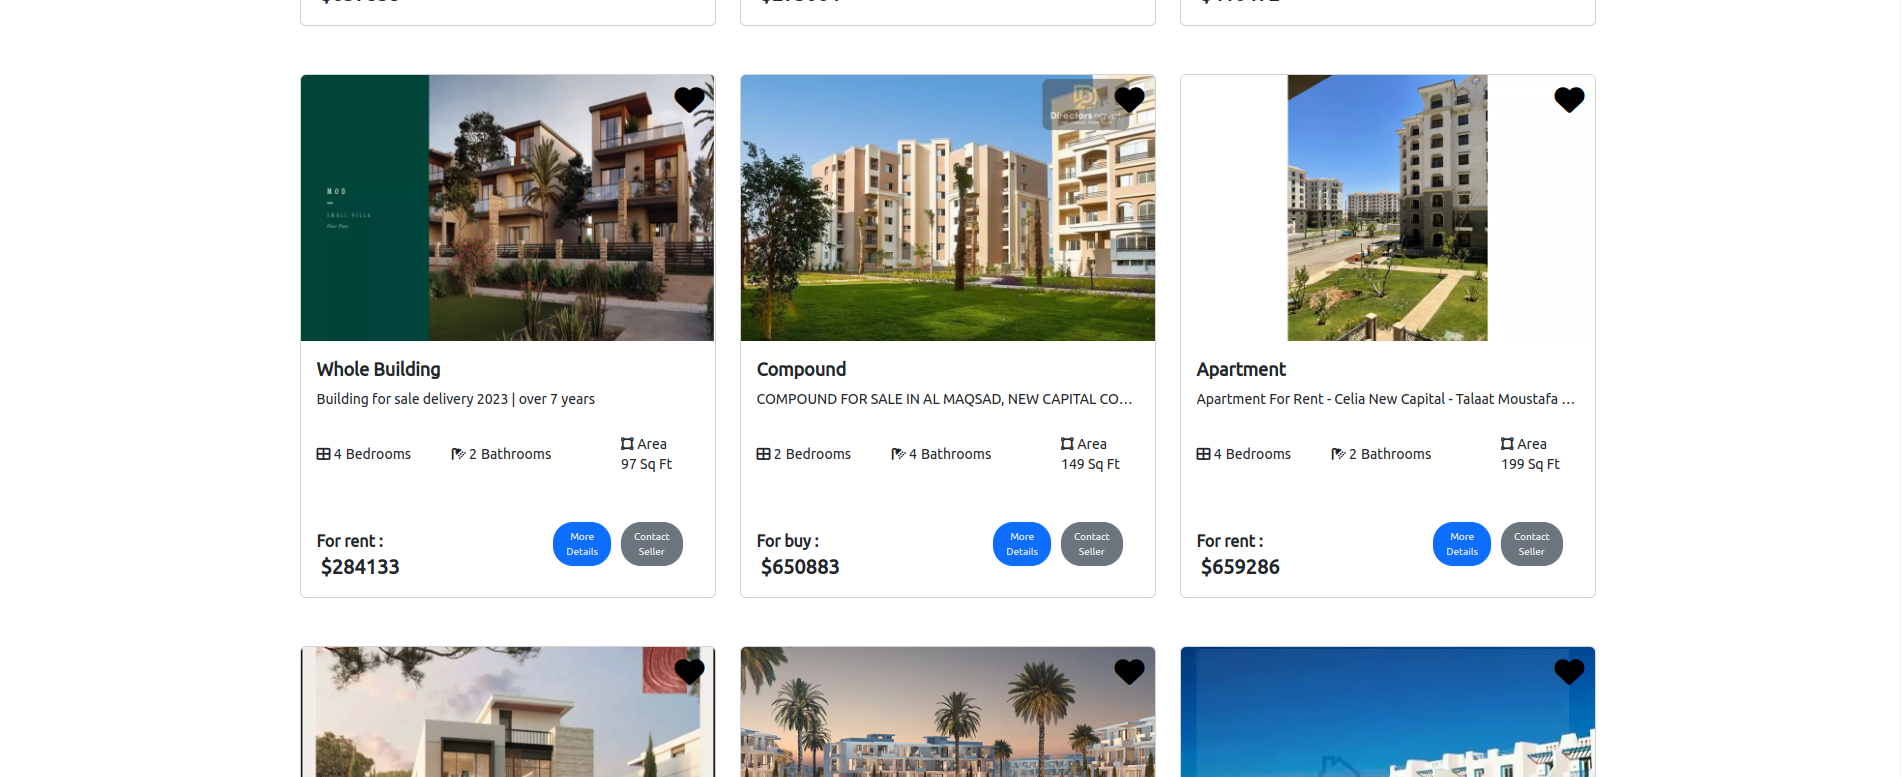 MOD
SMALL VILLA
Floor Plans
Directors egypt
Whole Building
Building for sale delivery 2023 | over 7 years
4 Bedrooms
2 Bathrooms
Area
97 Sq Ft
For rent :
$284133
More
Details
Contact
Seller
Compound
COMPOUND FOR SALE IN AL MAQSAD, NEW CAPITAL CO...
2 Bedrooms
4 Bathrooms
Area
149 Sq Ft
For buy :
$650883
More
Details
Contact
Seller
Apartment
Apartment For Rent - Celia New Capital - Talaat Moustafa ...
4 Bedrooms
2 Bathrooms
Area
199 Sq Ft
For rent :
$659286
More
Details
Contact
Seller